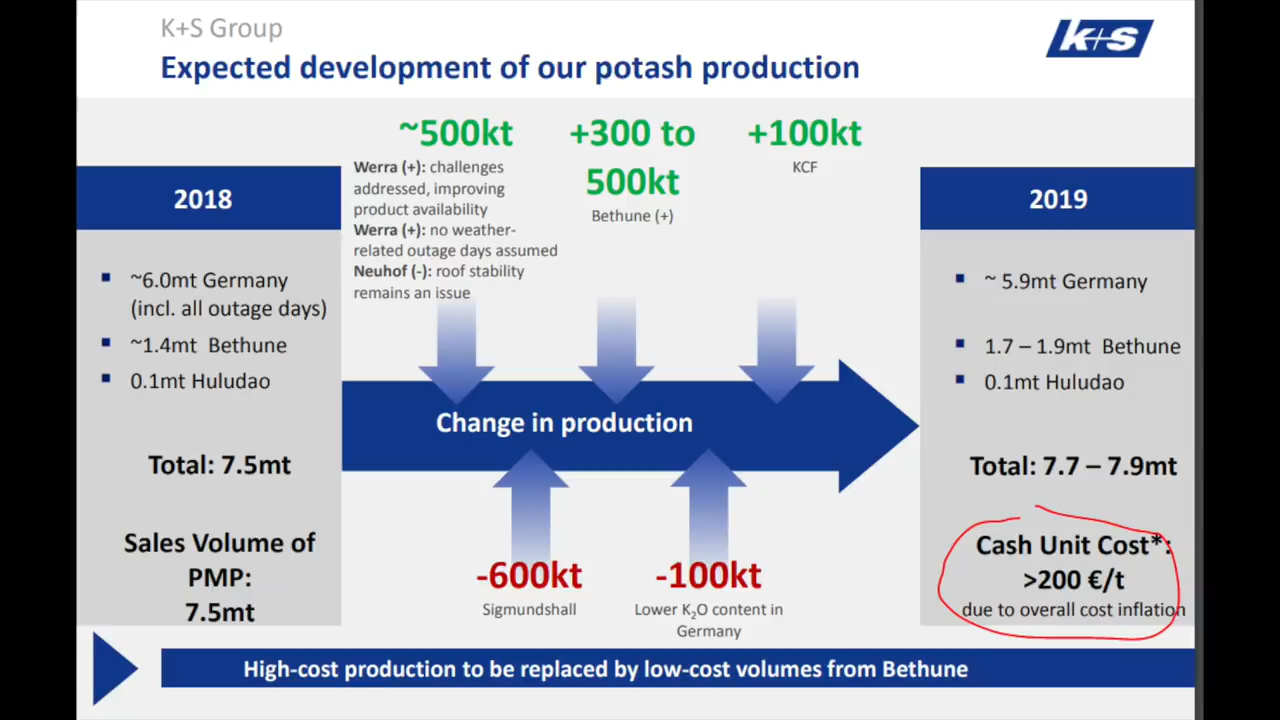 K+S Group
Expected development of our potash production
K+S
2018
~6.0mt Germany
(incl. all outage days)
~1.4mt Bethune
0.1mt Huludao
Total: 7.5mt
Sales Volume of
PMP:
7.5mt
~500kt
Werra (+): challenges
addressed, improving
product availability
Werra (+): no weather-
related outage days assumed
Neuhof (-): roof stability
remains an issue
+300 to
500kt
Bethune (+)
+100kt
KCF
Change in production
-600kt
Sigmundshall
-100kt
Lower K₂O content in
Germany
2019
~ 5.9mt Germany
1.7 – 1.9mt Bethune
0.1mt Huludao
Total: 7.7 – 7.9mt
Cash Unit Cost*:
>200 €/t
due to overall cost inflation
High-cost production to be replaced by low-cost volumes from Bethune